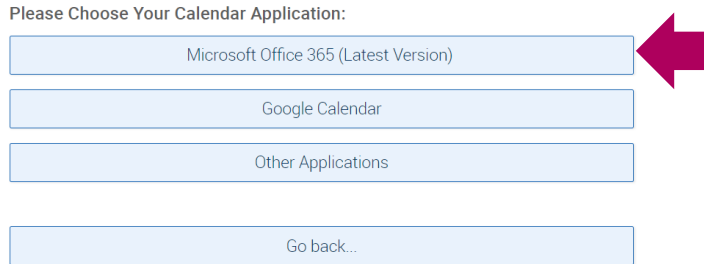 Please Choose Your Calendar Application:
Microsoft Office 365 (Latest Version)
Google Calendar
Other Applications
Go back...